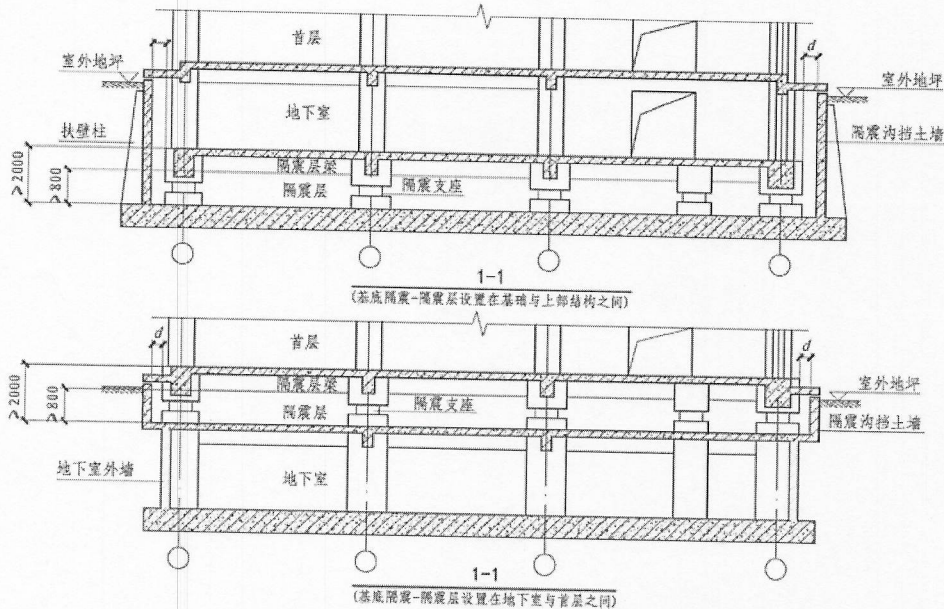 首层
d
室外地坪
室外地坪
地下室
扶壁柱
隔震沟挡土墙
≥2000
≥800
隔震层梁
隔震层
隔震支座
1-1
(基底隔震-隔震层设置在基础与上部结构之间)
d
首层
d
≥2000
≥800
隔震层梁
隔震层
隔震支座
室外地坪
隔震沟挡土墙
地下室外墙
地下室
1-1
(基底隔震-隔震层设置在地下室与首层之间)